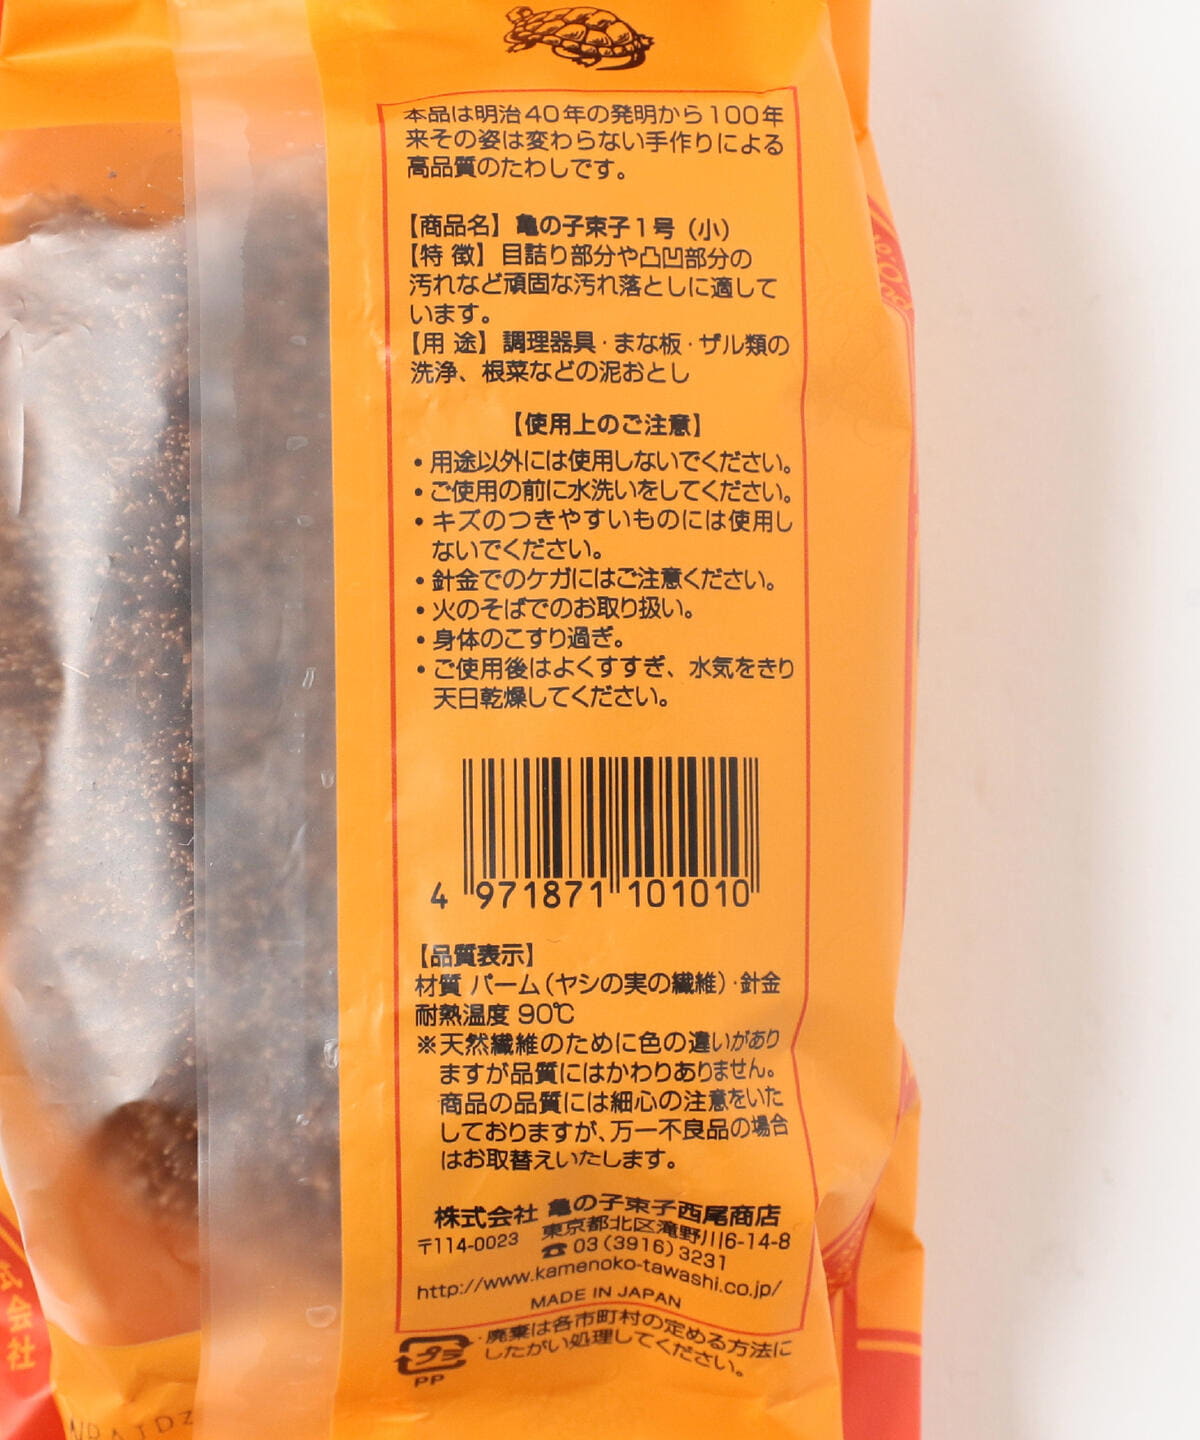 本品は明治40年の発明から100年
来その姿は変わらない手作りによる
高品質のたわしです。
【商品名】亀の子束子1号（小）
【特 徴】目詰り部分や凸凹部分の
汚れなど頑固な汚れ落としに適して
います。
【用 途】調理器具・まな板・ザル類の
洗浄、根菜などの泥おとし
【使用上のご注意】
・用途以外には使用しないでください。
・ご使用の前に水洗いをしてください。
・キズのつきやすいものには使用し
ないでください。
・針金でのケガにはご注意ください。
・火のそばでのお取り扱い。
・身体のこすり過ぎ。
・ご使用後はよくすすぎ、水気をきり
天日乾燥してください。
4 971871 101010
【品質表示】
材質 パーム（ヤシの実の繊維）・針金
耐熱温度 90℃
※天然繊維のために色の違いがあり
ますが品質にはかわりありません。
商品の品質には細心の注意をいた
しておりますが、万一不良品の場合
はお取替えいたします。
株式会社 亀の子束子西尾商店
〒114-0023 東京都北区滝野川6-14-8
☎ 03（3916）3231
http://www.kamenoko-tawashi.co.jp/
MADE IN JAPAN
プラ
PP
・廃棄は各市町村の定める方法に
したがい処理してください。
式会社